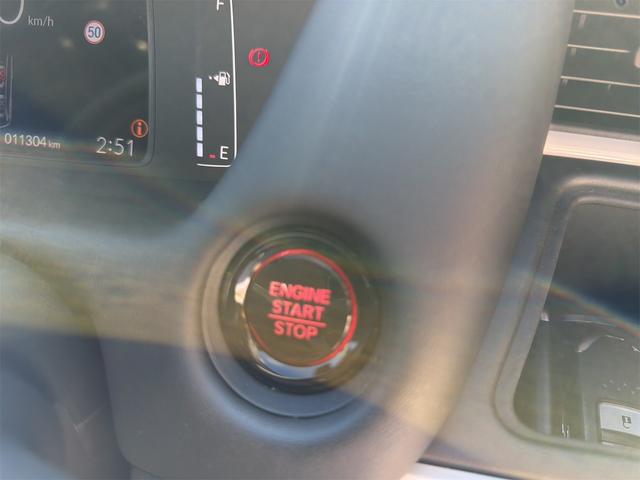 F
km/h
50
E
011304 km
2:51
ENGINE
START
STOP